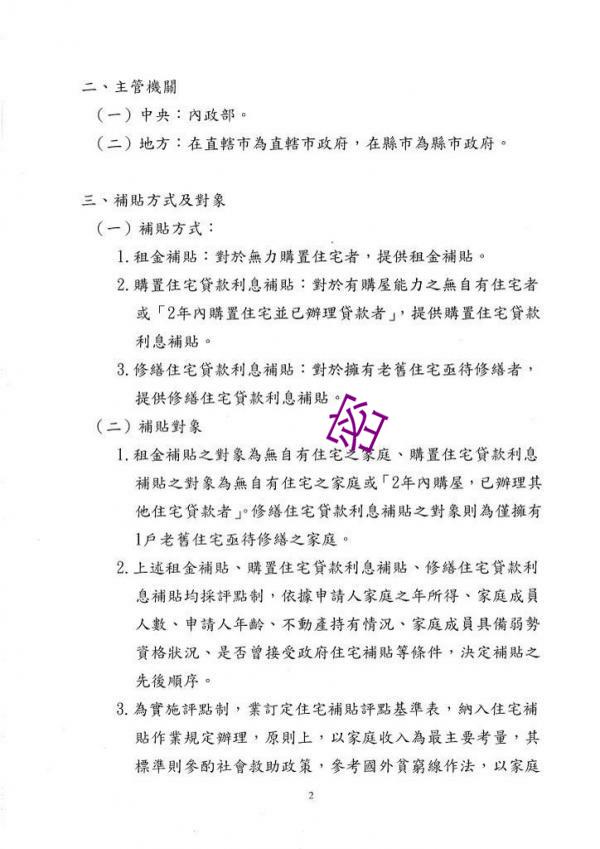 二、主管機關
（一）中央：內政部。
（二）地方：在直轄市為直轄市政府，在縣市為縣市政府。
三、補貼方式及對象
（一）補貼方式：
1.租金補貼：對於無力購置住宅者，提供租金補貼。
2.購置住宅貸款利息補貼：對於有購屋能力之無自有住宅者
或「2年內購置住宅並已辦理貸款者」，提供購置住宅貸款
利息補貼。
3.修繕住宅貸款利息補貼：對於擁有老舊住宅亟待修繕者，
提供修繕住宅貸款利息補貼。
（二）補貼對象
1.租金補貼之對象為無自有住宅之家庭、購置住宅貸款利息
補貼之對象為無自有住宅之家庭或「2年內購屋，已辦理其
他住宅貸款者」。修繕住宅貸款利息補貼之對象則為僅擁有
1戶老舊住宅亟待修繕之家庭。
2.上述租金補貼、購置住宅貸款利息補貼、修繕住宅貸款利
息補貼均採評點制，依據申請人家庭之年所得、家庭成員
人數、申請人年齡、不動產持有情況、家庭成員具備弱勢
資格狀況、是否曾接受政府住宅補貼等條件，決定補貼之
先後順序。
3.為實施評點制，業訂定住宅補貼評點基準表，納入住宅補
貼作業規定辦理，原則上，以家庭收入為最主要考量，其
標準則參酌社會救助政策，參考國外貧窮線作法，以家庭
2